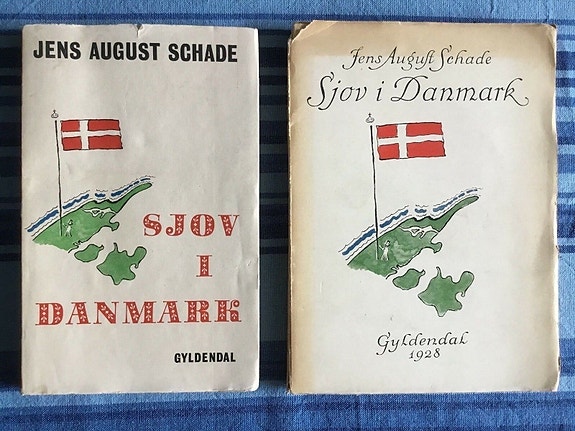 JENS AUGUST SCHADE
SJOV
I
DANMARK
GYLDENDAL
Jens August Schade
Sjov i Danmark
Gyldendal
1928